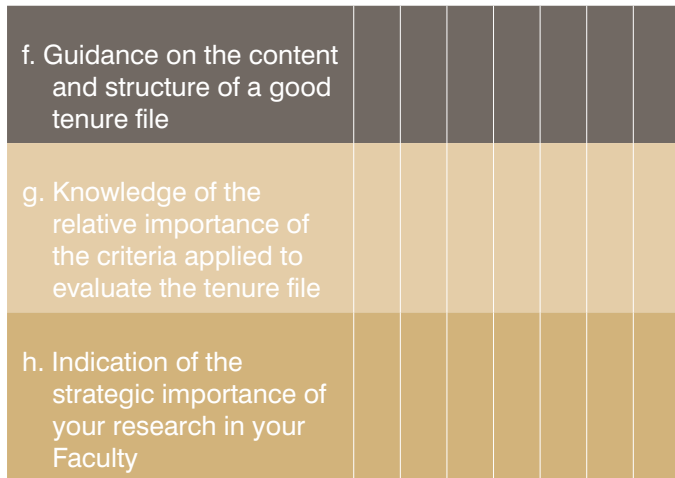 f. Guidance on the content
and structure of a good
tenure file
g. Knowledge of the
relative importance of
the criteria applied to
evaluate the tenure file
h. Indication of the
strategic importance of
your research in your
Faculty